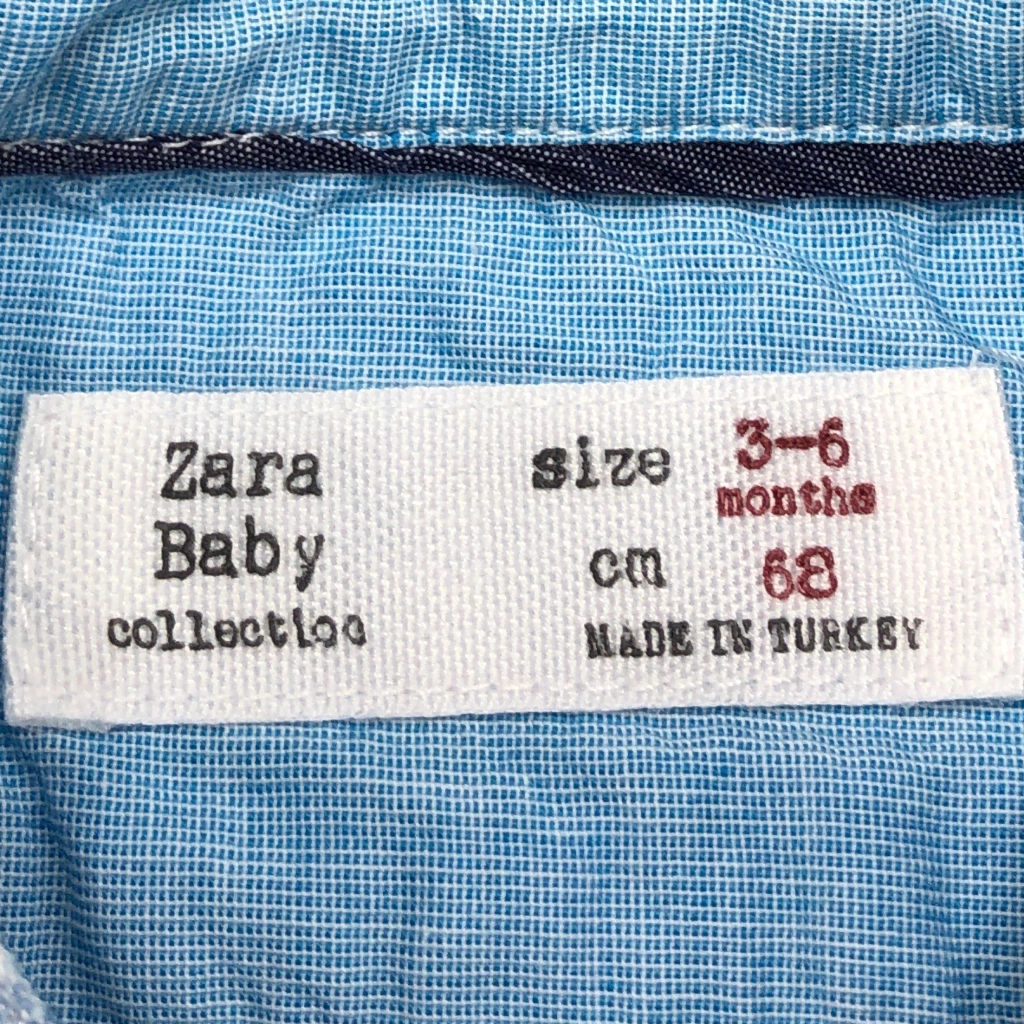 Zara
Baby
collection
size 3-6
months
cm 68
MADE IN TURKEY